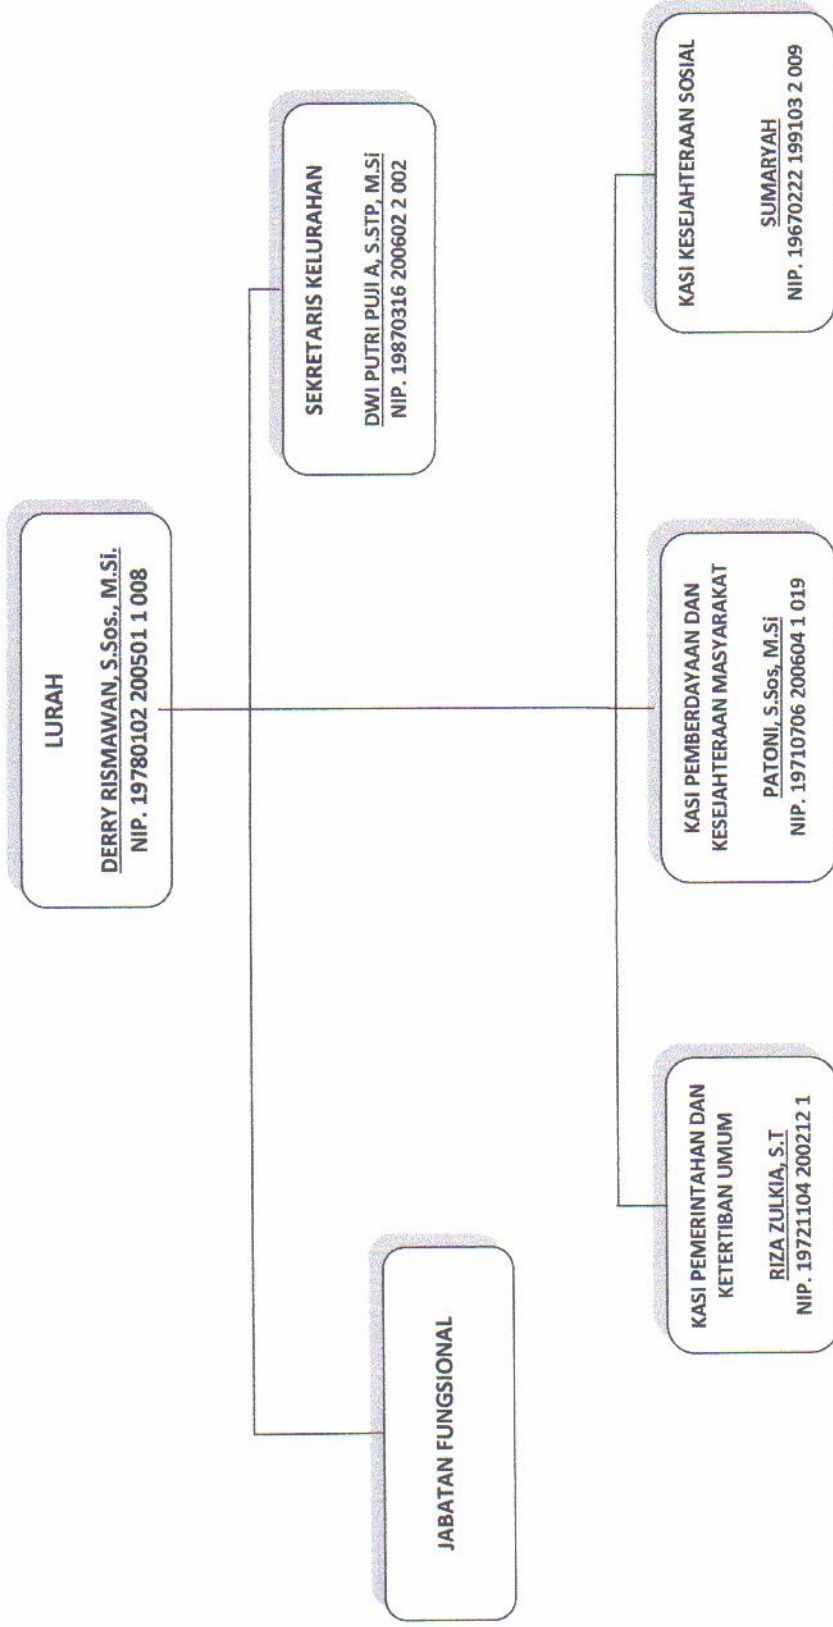 LURAH
DERRY RISMAWAN, S.Sos., M.Si.
NIP. 19780102 200501 1 008
JABATAN FUNGSIONAL
SEKRETARIS KELURAHAN
DWI PUTRI PUJI A, S.STP, M.Si
NIP. 19870316 200602 2 002
KASI PEMERINTAHAN DAN
KETERTIBAN UMUM
RIZA ZULKIA, S.T
NIP. 19721104 200212 1
KASI PEMBERDAYAAN DAN
KESEJAHTERAAN MASYARAKAT
PATONI, S.Sos, M.Si
NIP. 19710706 200604 1 019
KASI KESEJAHTERAAN SOSIAL
SUMARYAH
NIP. 19670222 199103 2 009